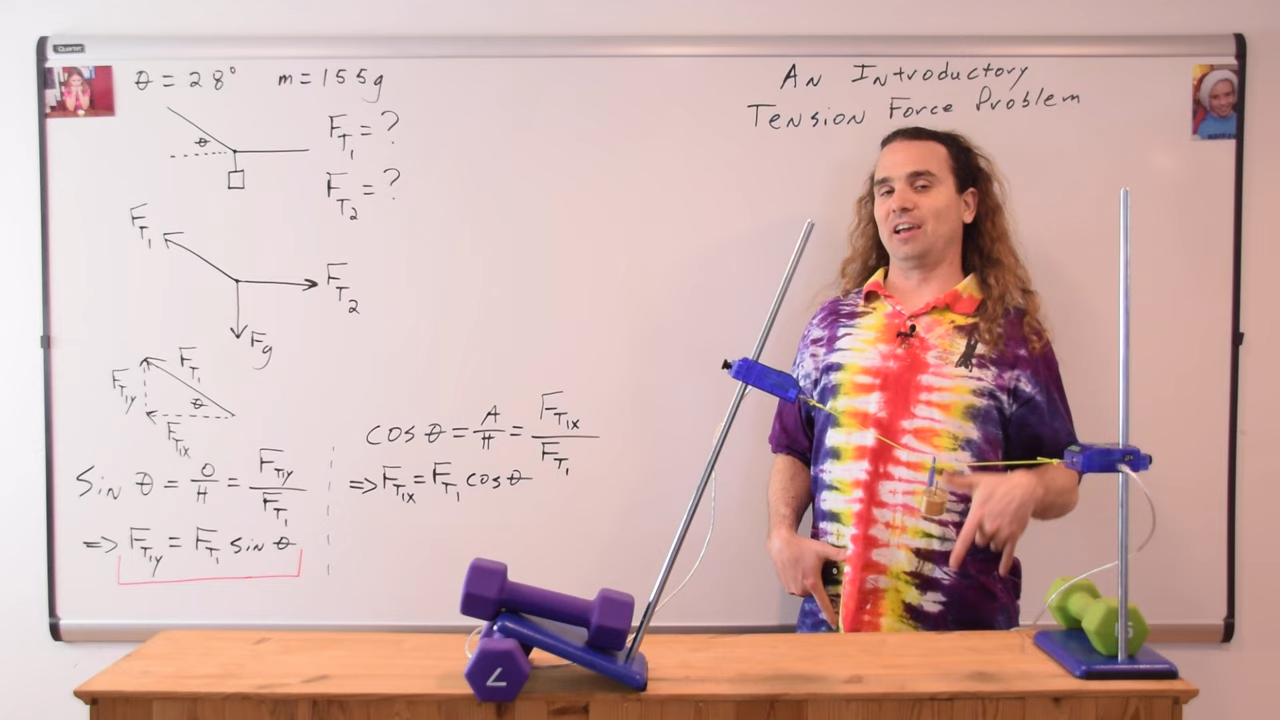 Quartet
θ = 28° m = 155g
θ
F_T1 = ?
F_T2 = ?
F_T1
F_T2
F_g
F_T1
F_T1y
θ
F_T1x
Sin θ = O/H = F_T1y/F_T1
=> F_T1y = F_T1 sin θ
cos θ = A/H = F_T1x/F_T1
=> F_T1x = F_T1 cos θ
An Introductory
Tension Force Problem
7